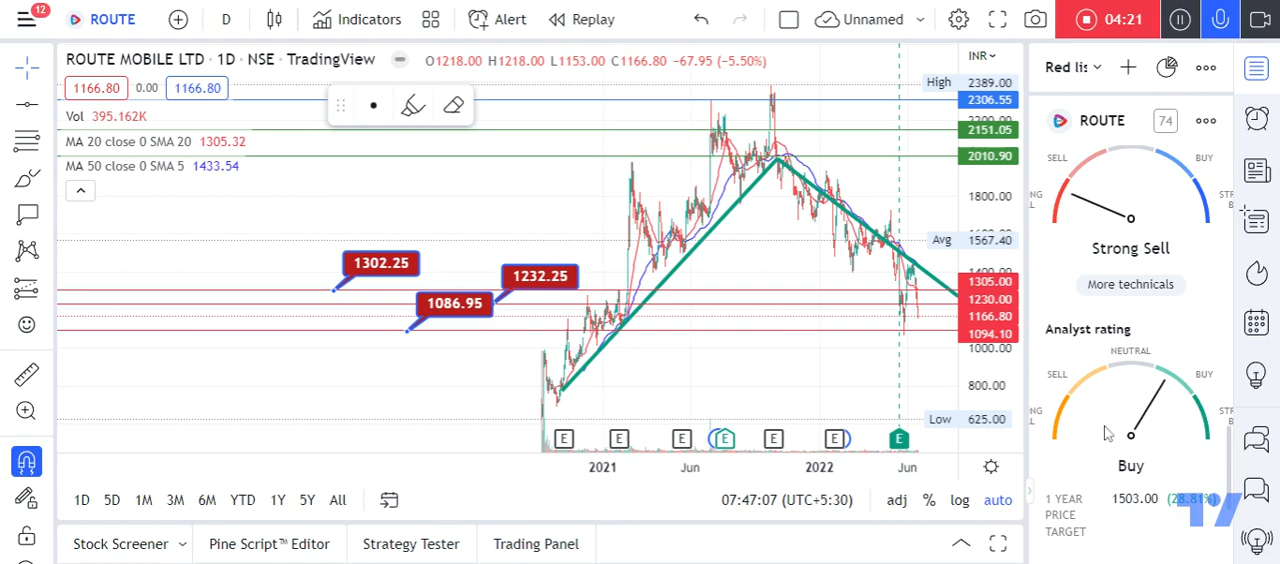 12
ROUTE
D
Indicators
Alert
Replay
Unnamed
04:21
ROUTE MOBILE LTD · 1D · NSE · TradingView
O1218.00 H1218.00 L1153.00 C1166.80 −67.95 (−5.50%)
INR
1166.80
0.00
1166.80
Vol 395.162K
MA 20 close 0 SMA 20 1305.32
MA 50 close 0 SMA 5 1433.54
High 2389.00
2306.55
2151.05
2010.90
1800.00
Avg 1567.40
1305.00
1230.00
1166.80
1094.10
1000.00
800.00
Low 625.00
1302.25
1232.25
1086.95
E
E
E
E
E
E
E
2021
Jun
2022
Jun
1D
5D
1M
3M
6M
YTD
1Y
5Y
All
07:47:07 (UTC+5:30)
adj
%
log
auto
Stock Screener
Pine Script™ Editor
Strategy Tester
Trading Panel
Red lis
ROUTE
74
SELL
BUY
Strong Sell
More technicals
Analyst rating
NEUTRAL
SELL
BUY
Buy
1 YEAR
PRICE
TARGET
1503.00 (28.81%)